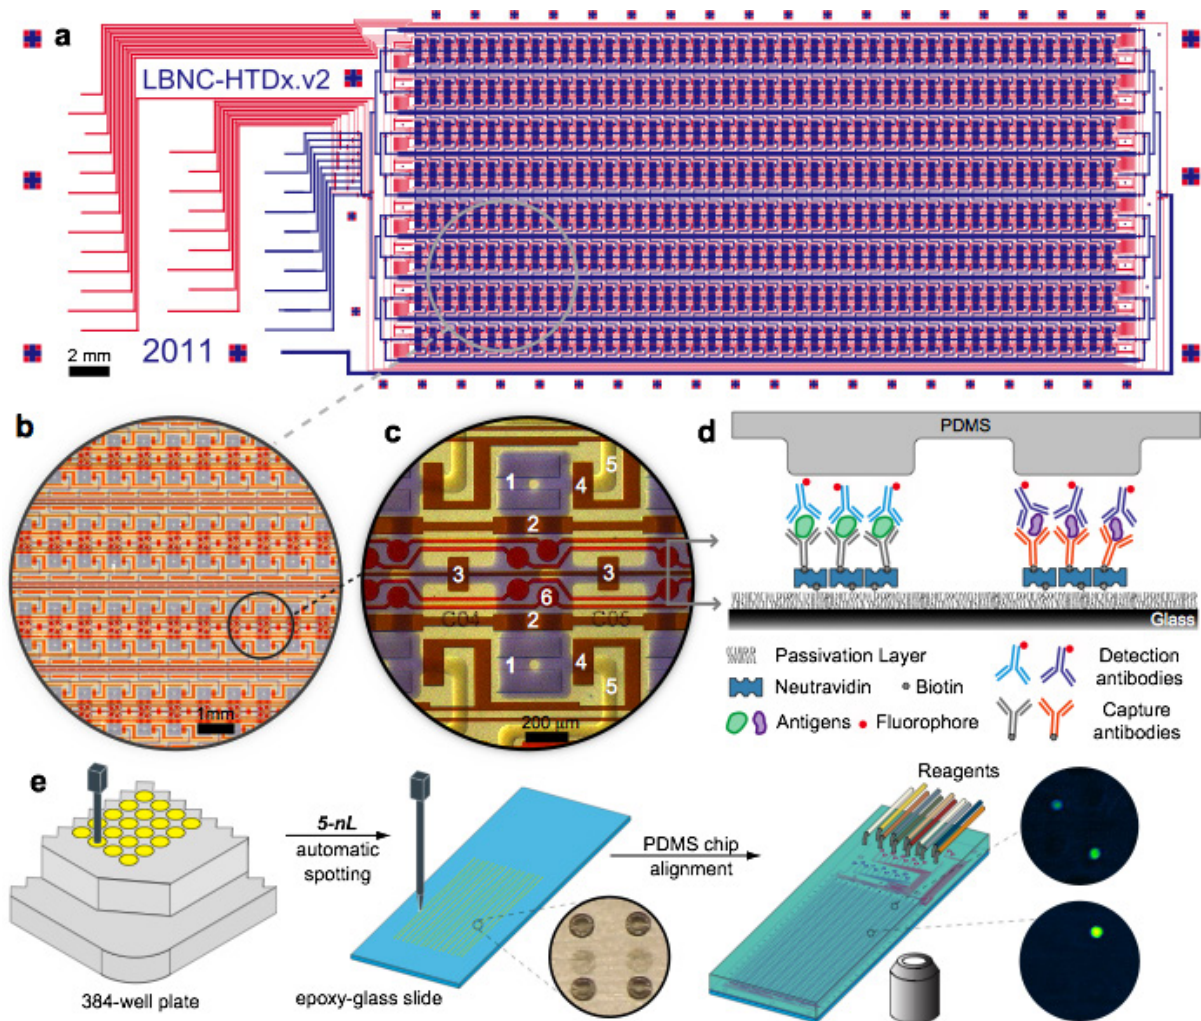 a
LBNC-HTDx.v2
2011
2 mm
b
1mm
c
1
5
4
2
3
3
6
C04
C05
2
1
4
5
200 μm
d
PDMS
Glass
Passivation Layer
Neutravidin
Biotin
Antigens
Fluorophore
Detection
antibodies
Capture
antibodies
e
384-well plate
5-nL
automatic
spotting
epoxy-glass slide
PDMS chip
alignment
Reagents